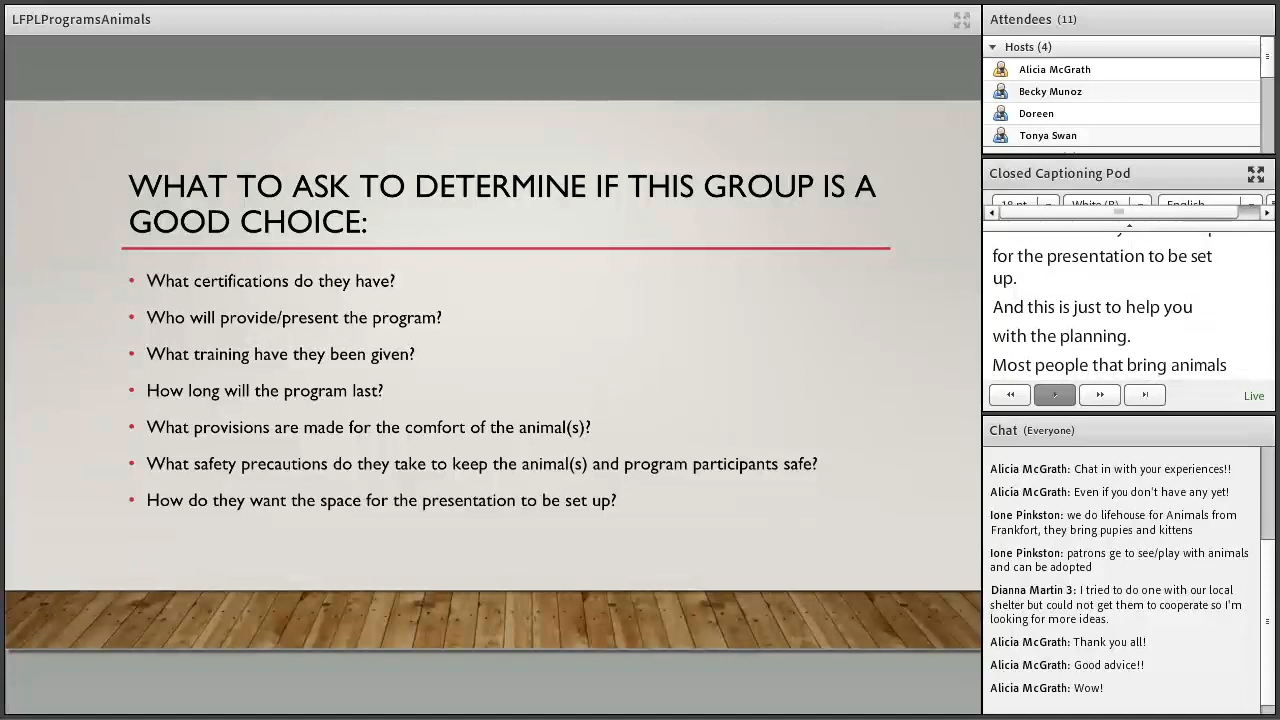 LFPLProgramsAnimals
WHAT TO ASK TO DETERMINE IF THIS GROUP IS A
GOOD CHOICE:
• What certifications do they have?
• Who will provide/present the program?
• What training have they been given?
• How long will the program last?
• What provisions are made for the comfort of the animal(s)?
• What safety precautions do they take to keep the animal(s) and program participants safe?
• How do they want the space for the presentation to be set up?
Attendees (11)
Hosts (4)
Alicia McGrath
Becky Munoz
Doreen
Tonya Swan
Closed Captioning Pod
18 pt
White (B)
English
for the presentation to be set
up.
And this is just to help you
with the planning.
Most people that bring animals
Live
Chat (Everyone)
Alicia McGrath: Chat in with your experiences!!
Alicia McGrath: Even if you don't have any yet!
Ione Pinkston: we do lifehouse for Animals from
Frankfort, they bring pupies and kittens
Ione Pinkston: patrons ge to see/play with animals
and can be adopted
Dianna Martin 3: I tried to do one with our local
shelter but could not get them to cooperate so I'm
looking for more ideas.
Alicia McGrath: Thank you all!
Alicia McGrath: Good advice!!
Alicia McGrath: Wow!